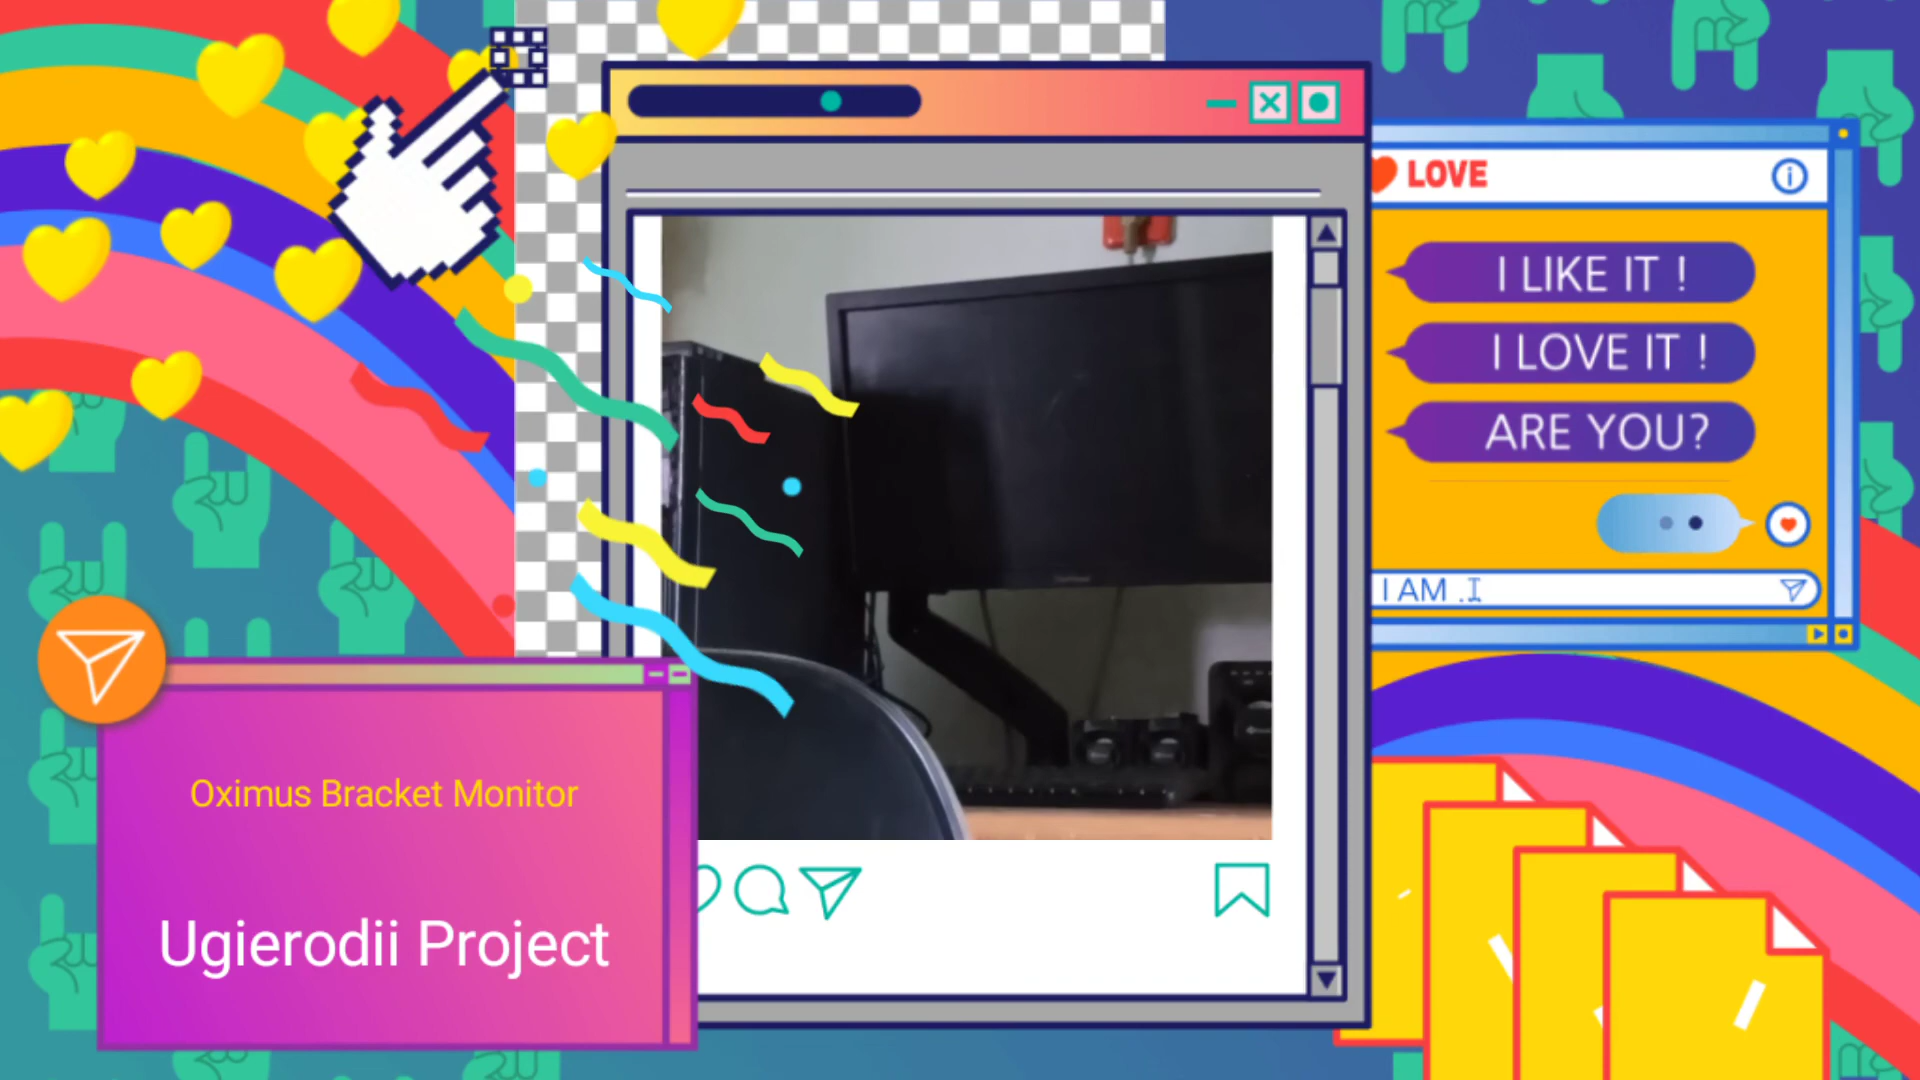 LOVE
I LIKE IT !
I LOVE IT !
ARE YOU?
I AM .I
Oximus Bracket Monitor
Ugierodii Project